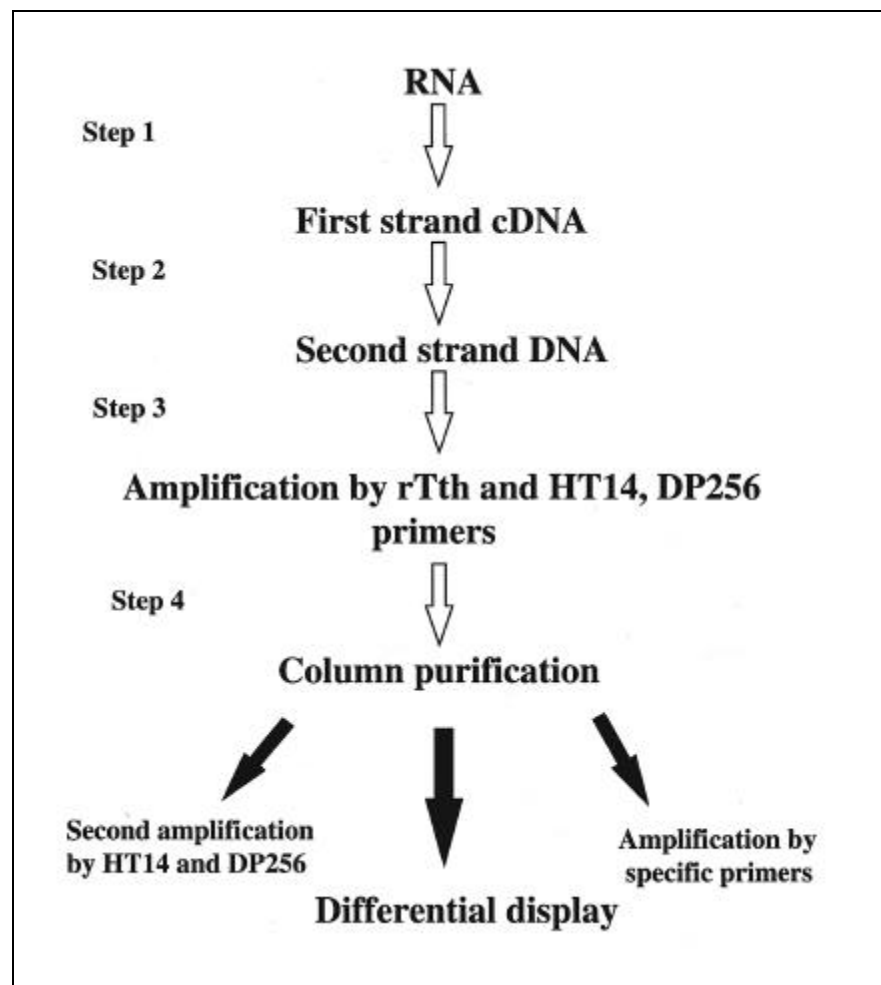 RNA
Step 1
First strand cDNA
Step 2
Second strand DNA
Step 3
Amplification by rTth and HT14, DP256
primers
Step 4
Column purification
Second amplification
by HT14 and DP256
Amplification by
specific primers
Differential display